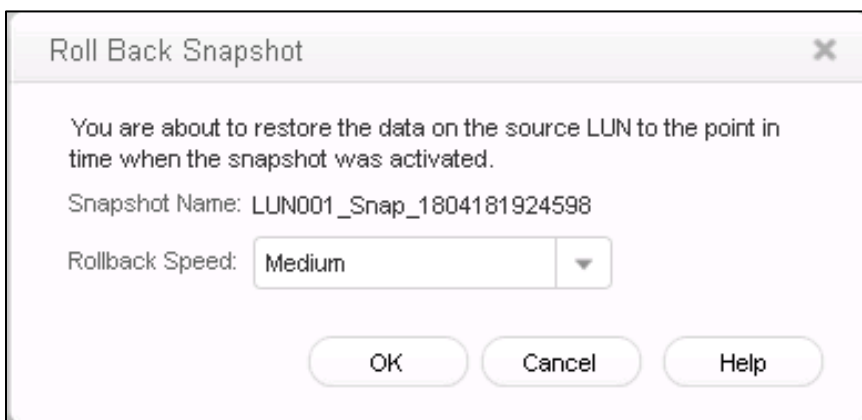 Roll Back Snapshot
You are about to restore the data on the source LUN to the point in
time when the snapshot was activated.
Snapshot Name: LUN001_Snap_1804181924598
Rollback Speed: Medium
OK Cancel Help